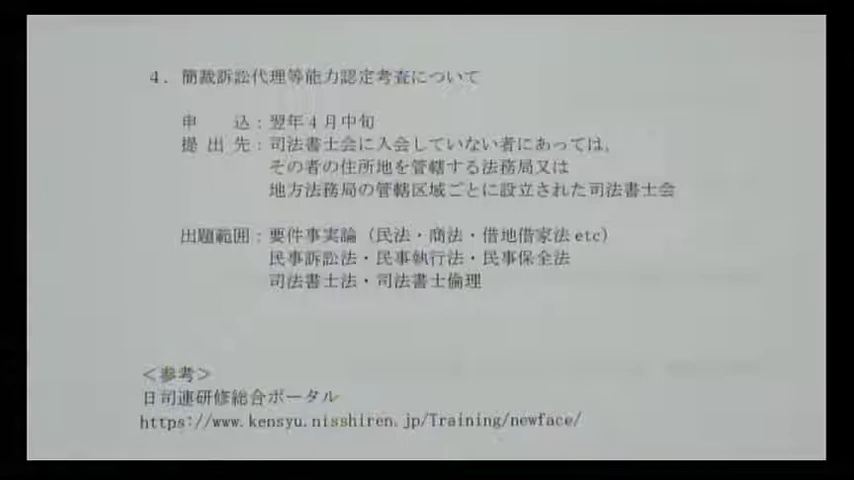 4．簡裁訴訟代理等能力認定考査について
申　　込：翌年４月中旬
提 出 先：司法書士会に入会していない者にあっては、
その者の住所地を管轄する法務局又は
地方法務局の管轄区域ごとに設立された司法書士会
出題範囲：要件事実論（民法・商法・借地借家法 etc）
民事訴訟法・民事執行法・民事保全法
司法書士法・司法書士倫理
＜参考＞
日司連研修総合ポータル
https://www.kensyu.nisshiren.jp/Training/newface/